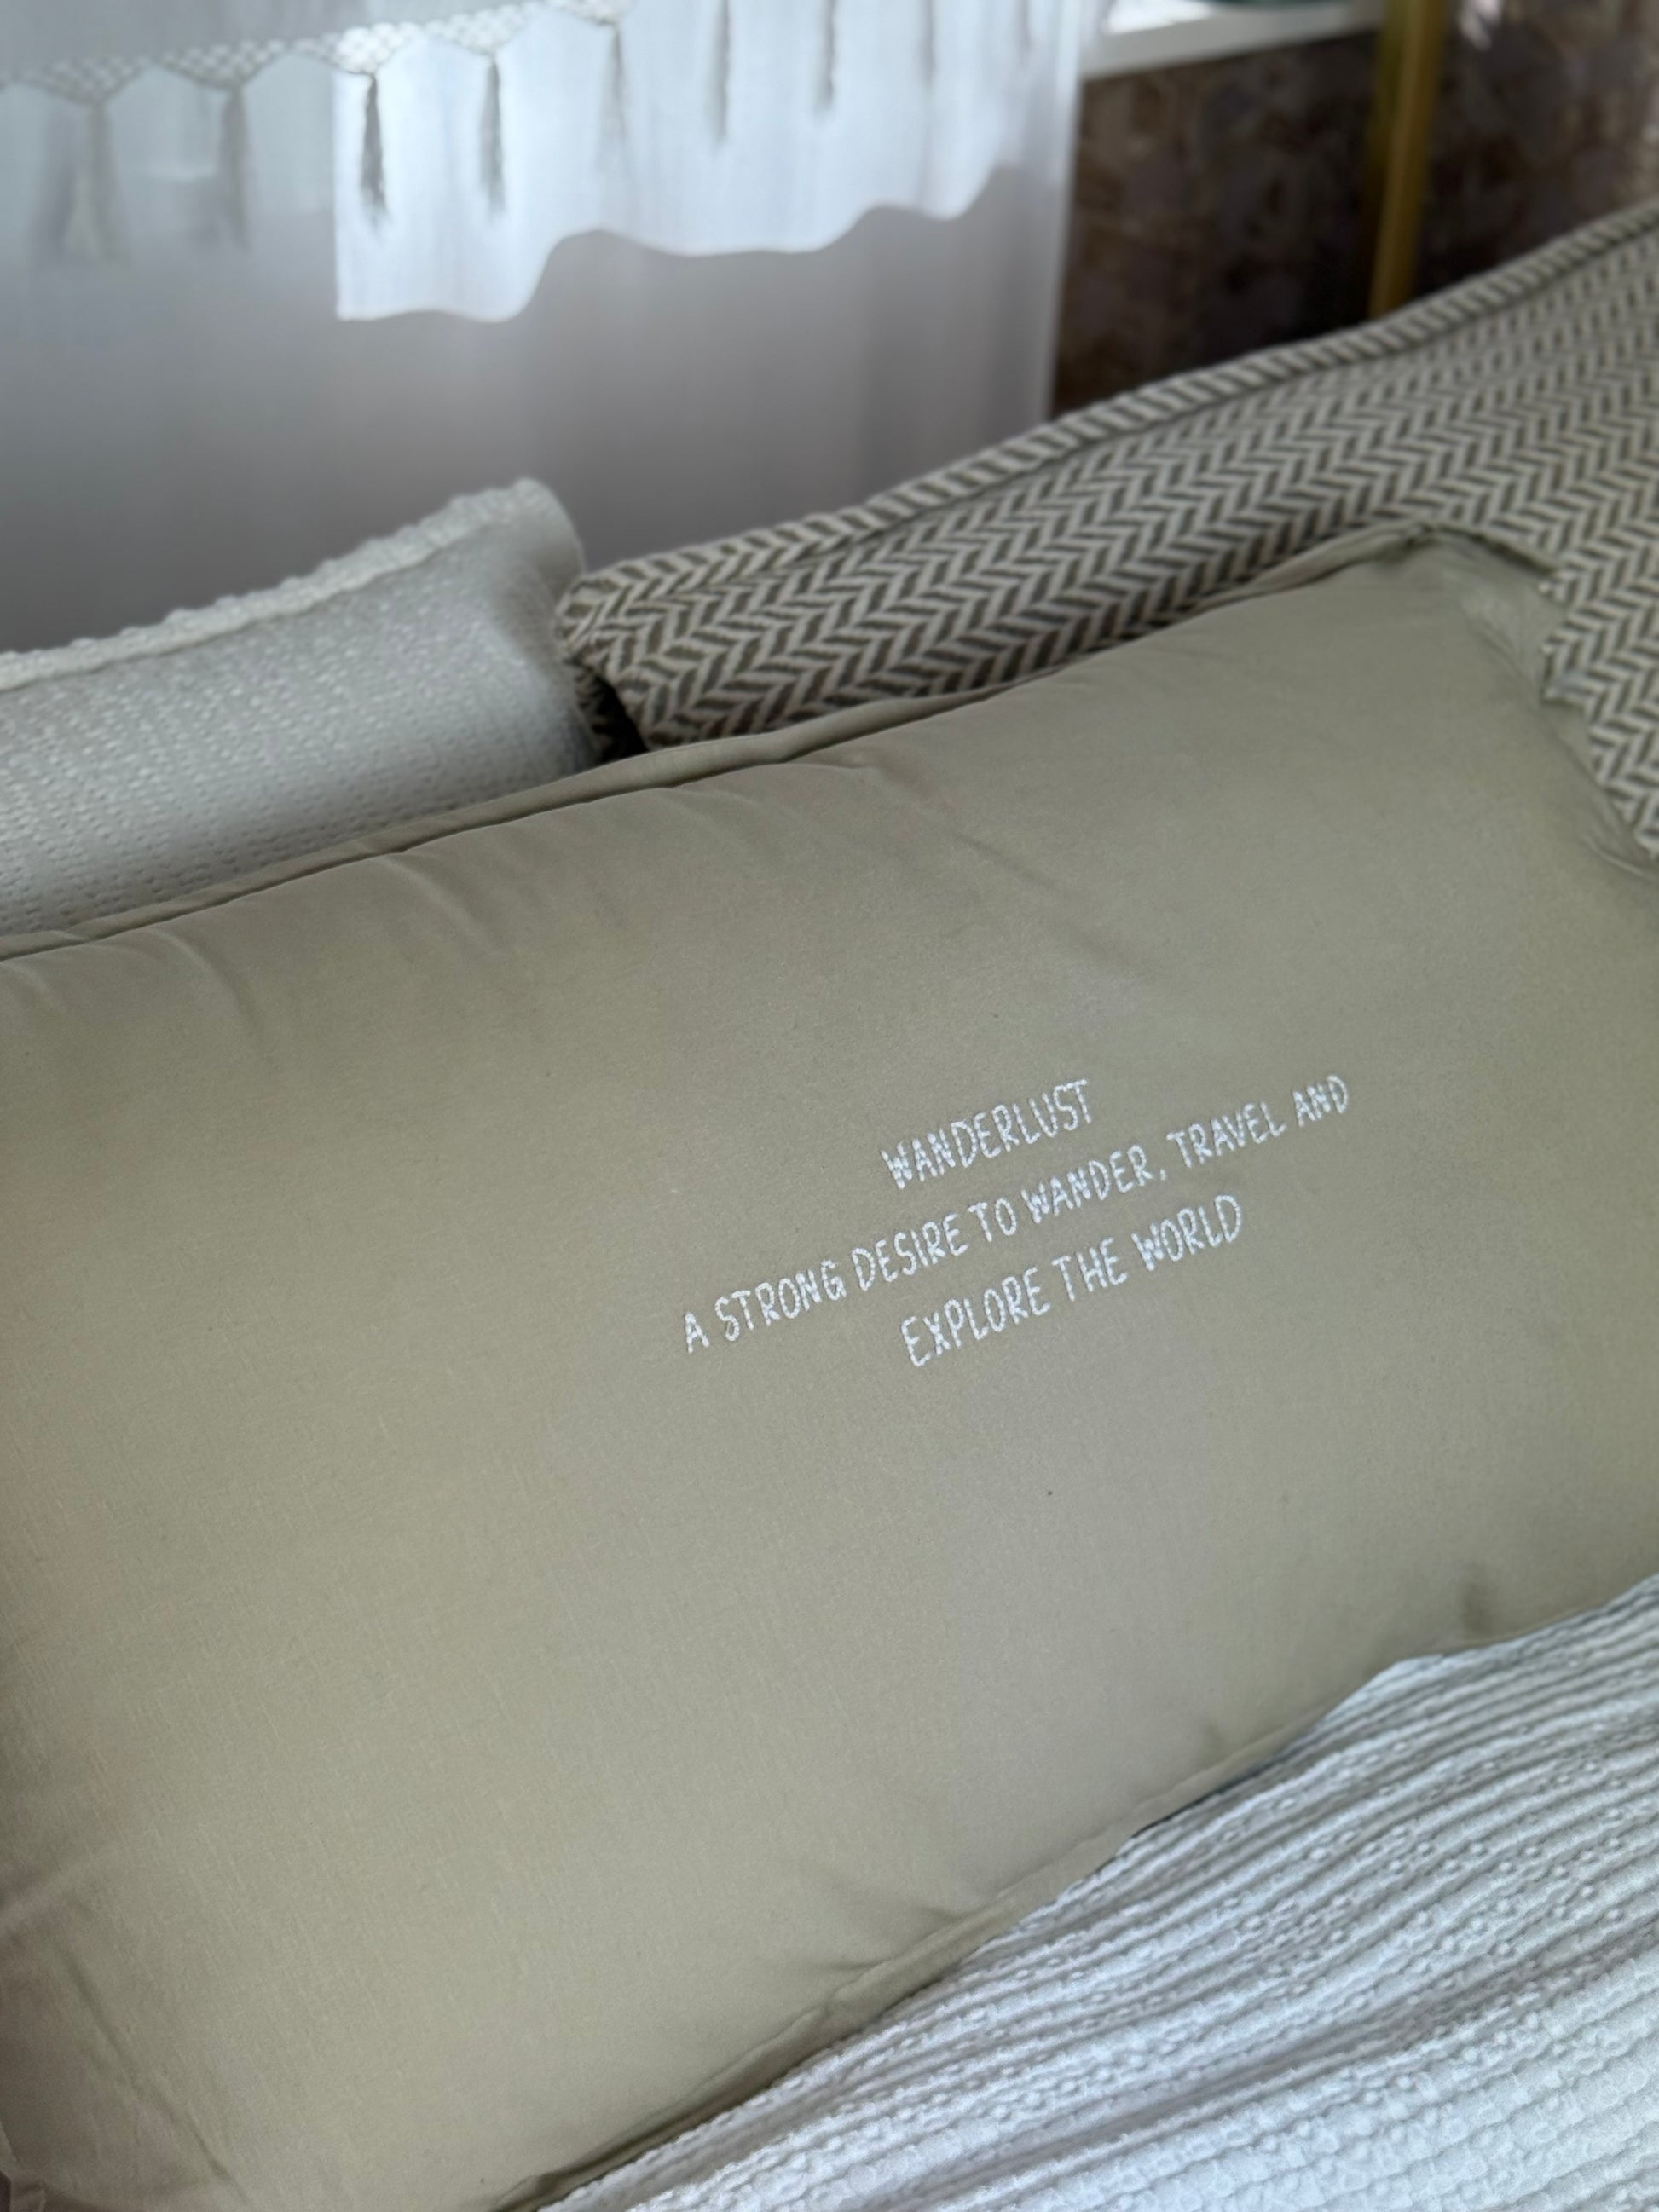 WANDERLUST
A STRONG DESIRE TO WANDER, TRAVEL AND
EXPLORE THE WORLD